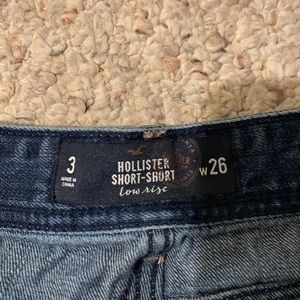 3
MADE IN
CHINA
HOLLISTER
SHORT-SHORT
low rise
W 26